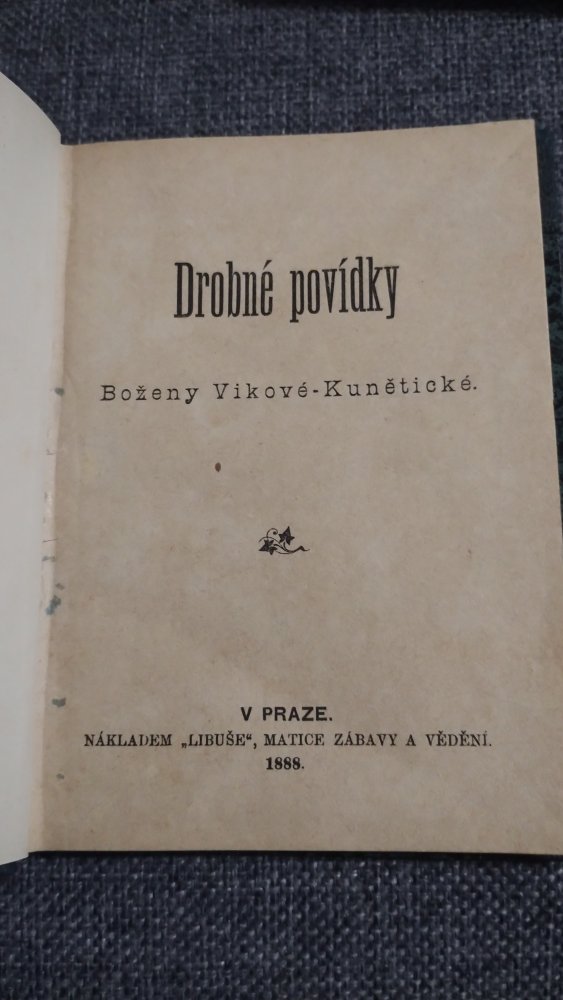 Drobné povídky
Boženy Vikové-Kunětické.
V PRAZE.
NÁKLADEM „LIBUŠE“, MATICE ZÁBAVY A VĚDĚNÍ.
1888.